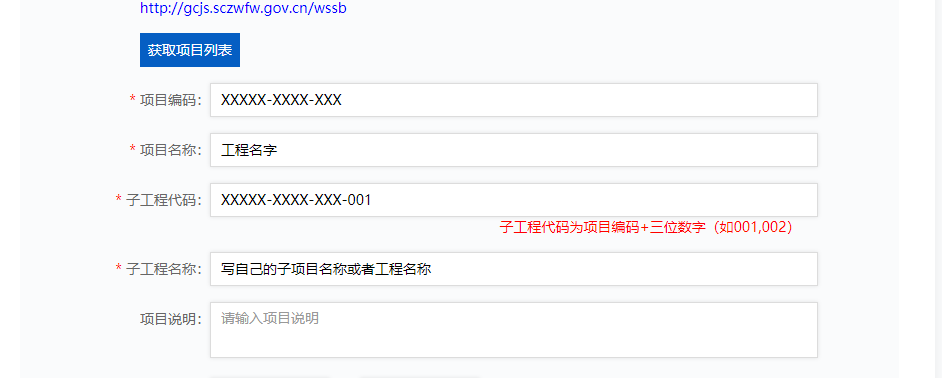 http://gcjs.sczwfw.gov.cn/wssb
获取项目列表
* 项目编码： XXXXX-XXXX-XXX
* 项目名称： 工程名字
* 子工程代码： XXXXX-XXXX-XXX-001
子工程代码为项目编码+三位数字（如001,002）
* 子工程名称： 写自己的子项目名称或者工程名称
项目说明： 请输入项目说明